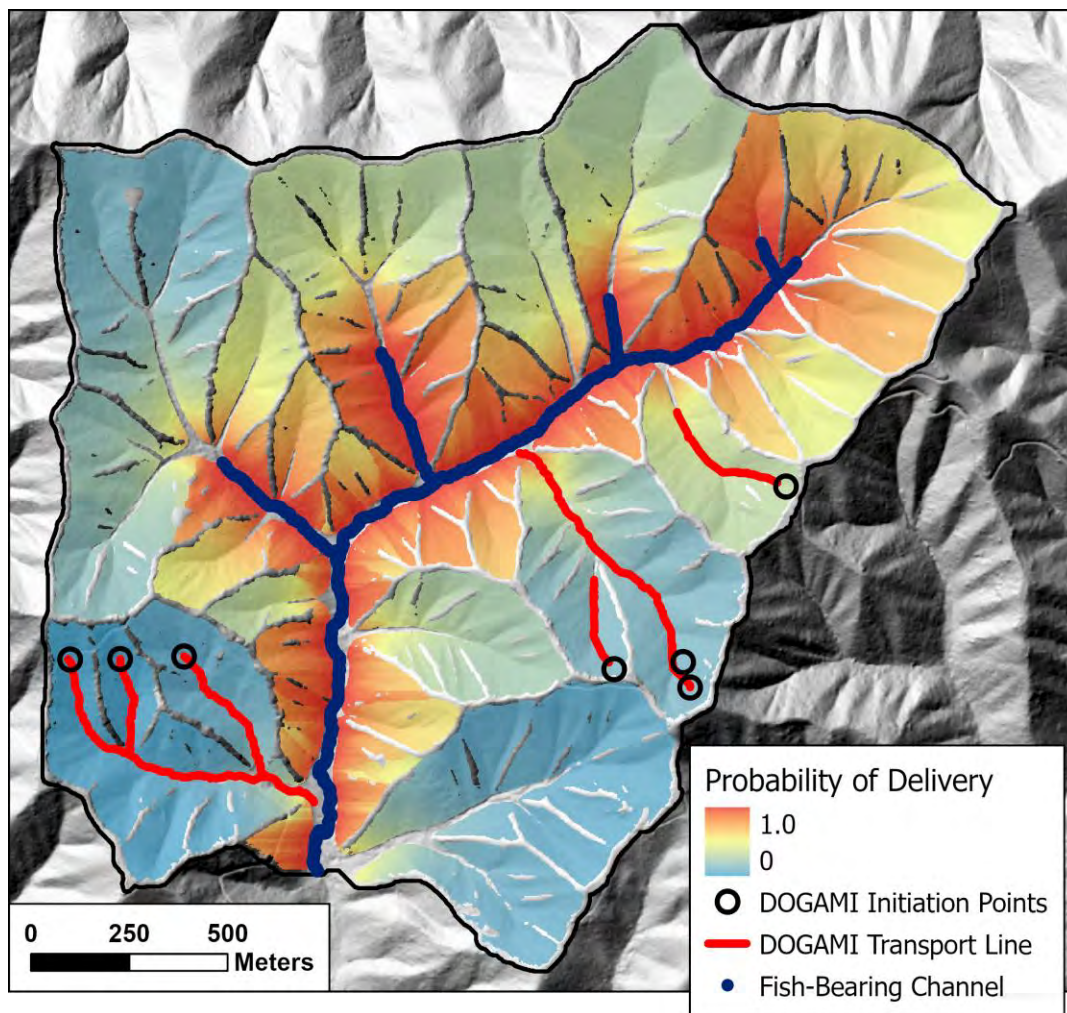 Probability of Delivery
1.0
0
DOGAMI Initiation Points
DOGAMI Transport Line
Fish-Bearing Channel
0 250 500
Meters